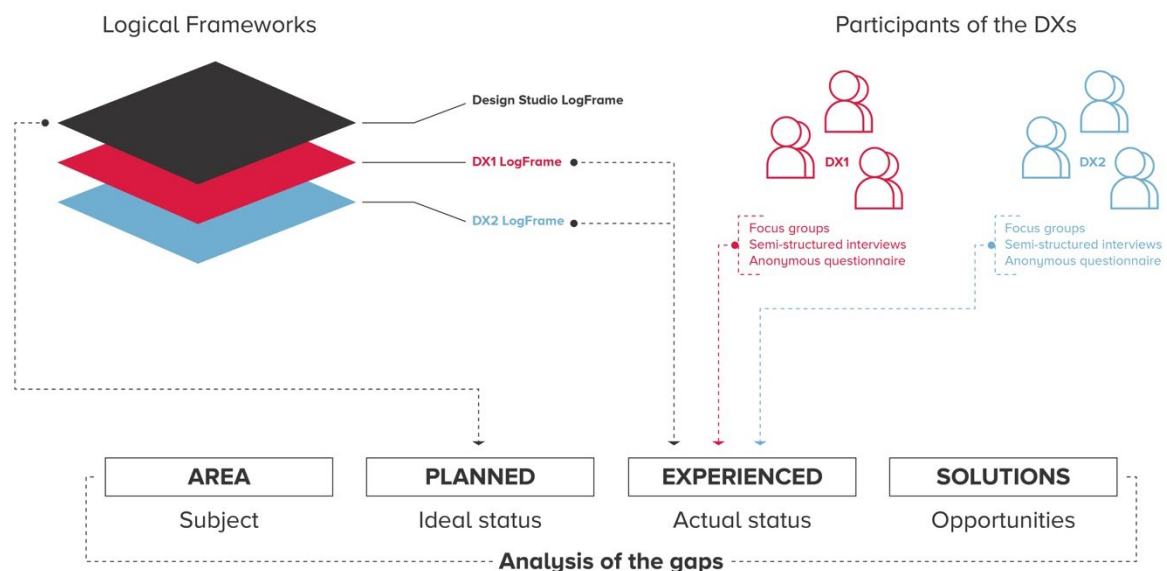 Logical Frameworks
Participants of the DXs
Design Studio LogFrame
DX1 LogFrame
DX2 LogFrame
DX1
DX2
Focus groups
Semi-structured interviews
Anonymous questionnaire
Focus groups
Semi-structured interviews
Anonymous questionnaire
AREA
PLANNED
EXPERIENCED
SOLUTIONS
Subject
Ideal status
Actual status
Opportunities
Analysis of the gaps